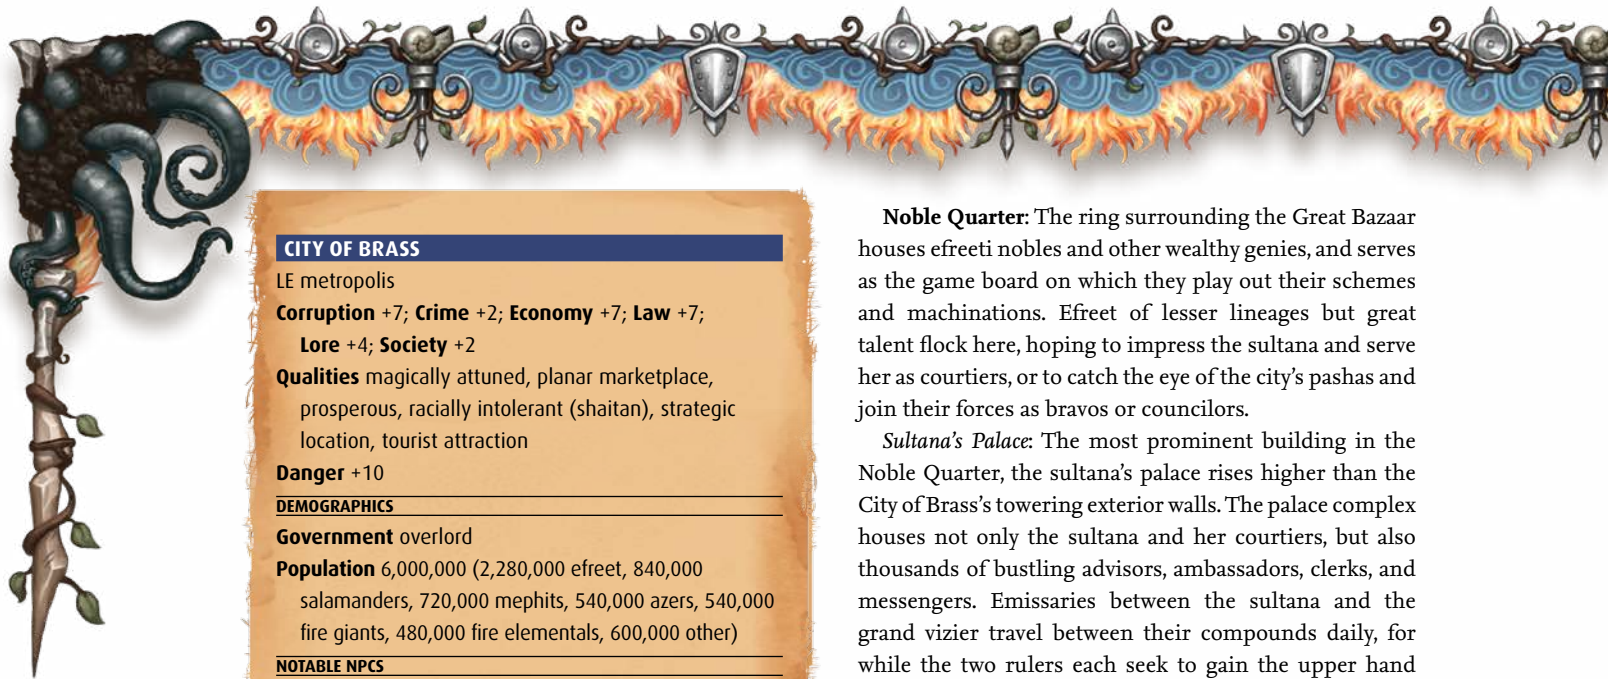 CITY OF BRASS
LE metropolis
Corruption +7; Crime +2; Economy +7; Law +7;
Lore +4; Society +2
Qualities magically attuned, planar marketplace,
prosperous, racially intolerant (shaitan), strategic
location, tourist attraction
Danger +10
DEMOGRAPHICS
Government overlord
Population 6,000,000 (2,280,000 efreet, 840,000
salamanders, 720,000 mephits, 540,000 azers, 540,000
fire giants, 480,000 fire elementals, 600,000 other)
NOTABLE NPCS
Noble Quarter: The ring surrounding the Great Bazaar
houses efreeti nobles and other wealthy genies, and serves
as the game board on which they play out their schemes
and machinations. Efreet of lesser lineages but great
talent flock here, hoping to impress the sultana and serve
her as courtiers, or to catch the eye of the city's pashas and
join their forces as bravos or councilors.
Sultana's Palace: The most prominent building in the
Noble Quarter, the sultana's palace rises higher than the
City of Brass's towering exterior walls. The palace complex
houses not only the sultana and her courtiers, but also
thousands of bustling advisors, ambassadors, clerks, and
messengers. Emissaries between the sultana and the
grand vizier travel between their compounds daily, for
while the two rulers each seek to gain the upper hand